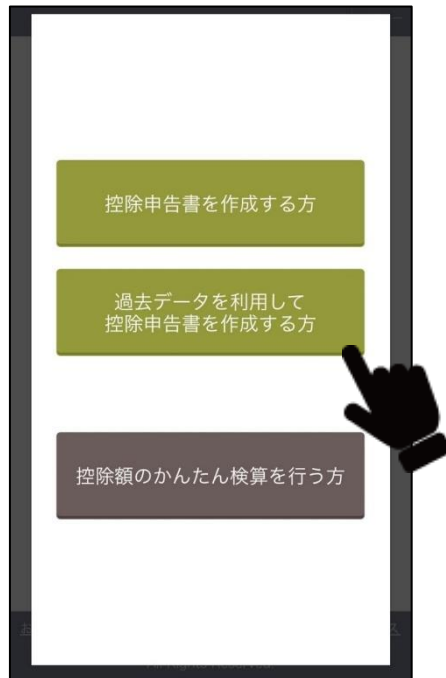 控除申告書を作成する方
過去データを利用して
控除申告書を作成する方
控除額のかんたん検算を行う方